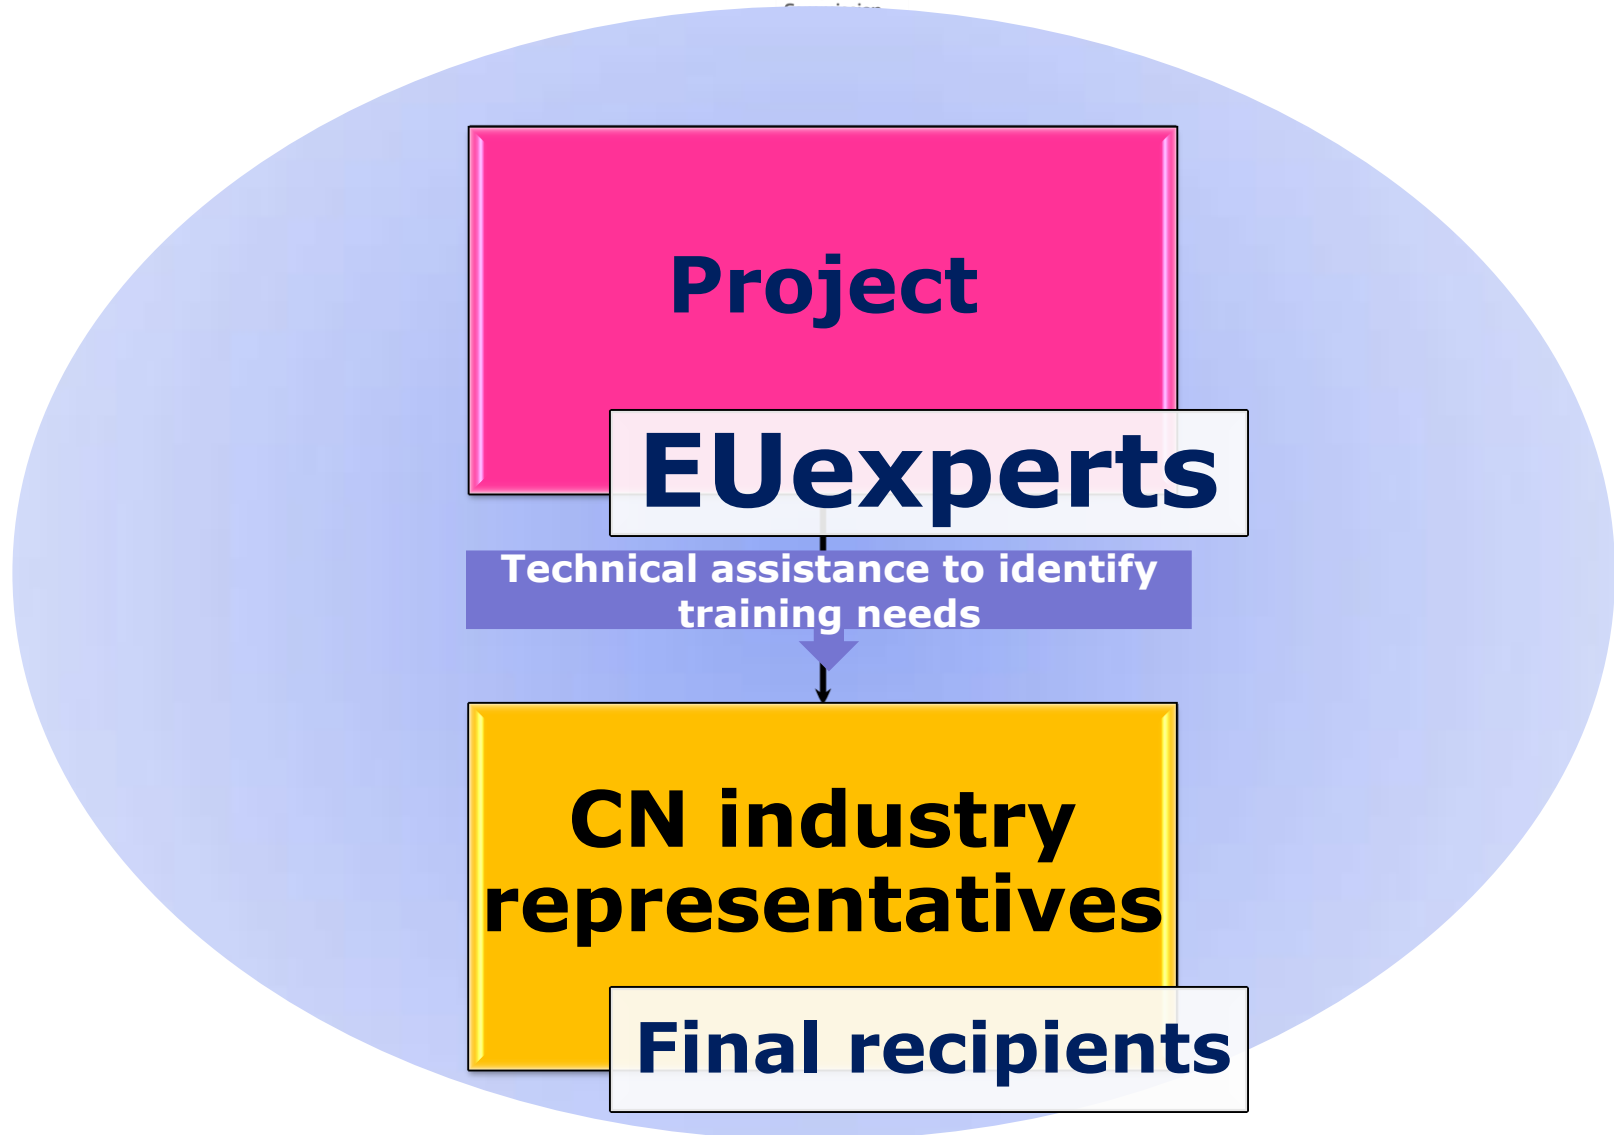 Project
EUexperts
Technical assistance to identify
training needs
CN industry
representatives
Final recipients